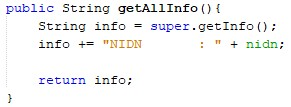 public String getAllInfo(){
    String info = super.getInfo();
    info += "NIDN       : " + nidn;

    return info;
}